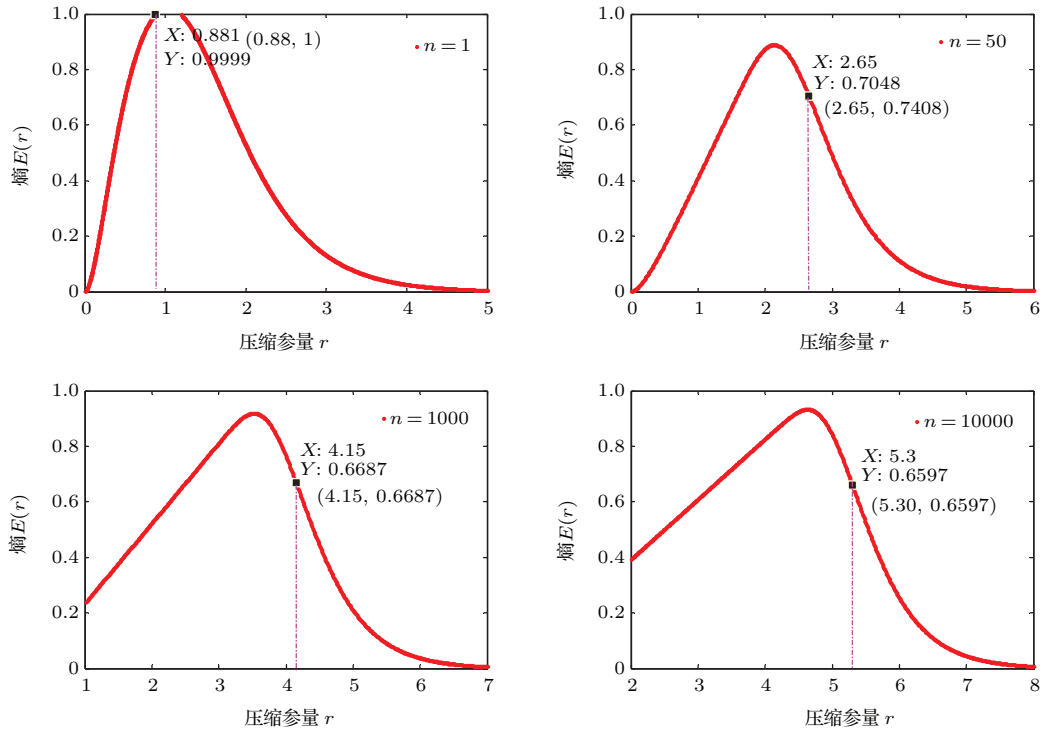 1.0
0.8
0.6
0.4
0.2
0
熵E(r)
X: 0.881 (0.88, 1)
Y: 0.9999
n = 1
0 1 2 3 4 5
压缩参量 r
1.0
0.8
0.6
0.4
0.2
0
熵E(r)
n = 50
X: 2.65
Y: 0.7048
(2.65, 0.7408)
0 1 2 3 4 5 6
压缩参量 r
1.0
0.8
0.6
0.4
0.2
0
熵E(r)
n = 1000
X: 4.15
Y: 0.6687
(4.15, 0.6687)
1 2 3 4 5 6 7
压缩参量 r
1.0
0.8
0.6
0.4
0.2
0
熵E(r)
n = 10000
X: 5.3
Y: 0.6597
(5.30, 0.6597)
2 3 4 5 6 7 8
压缩参量 r